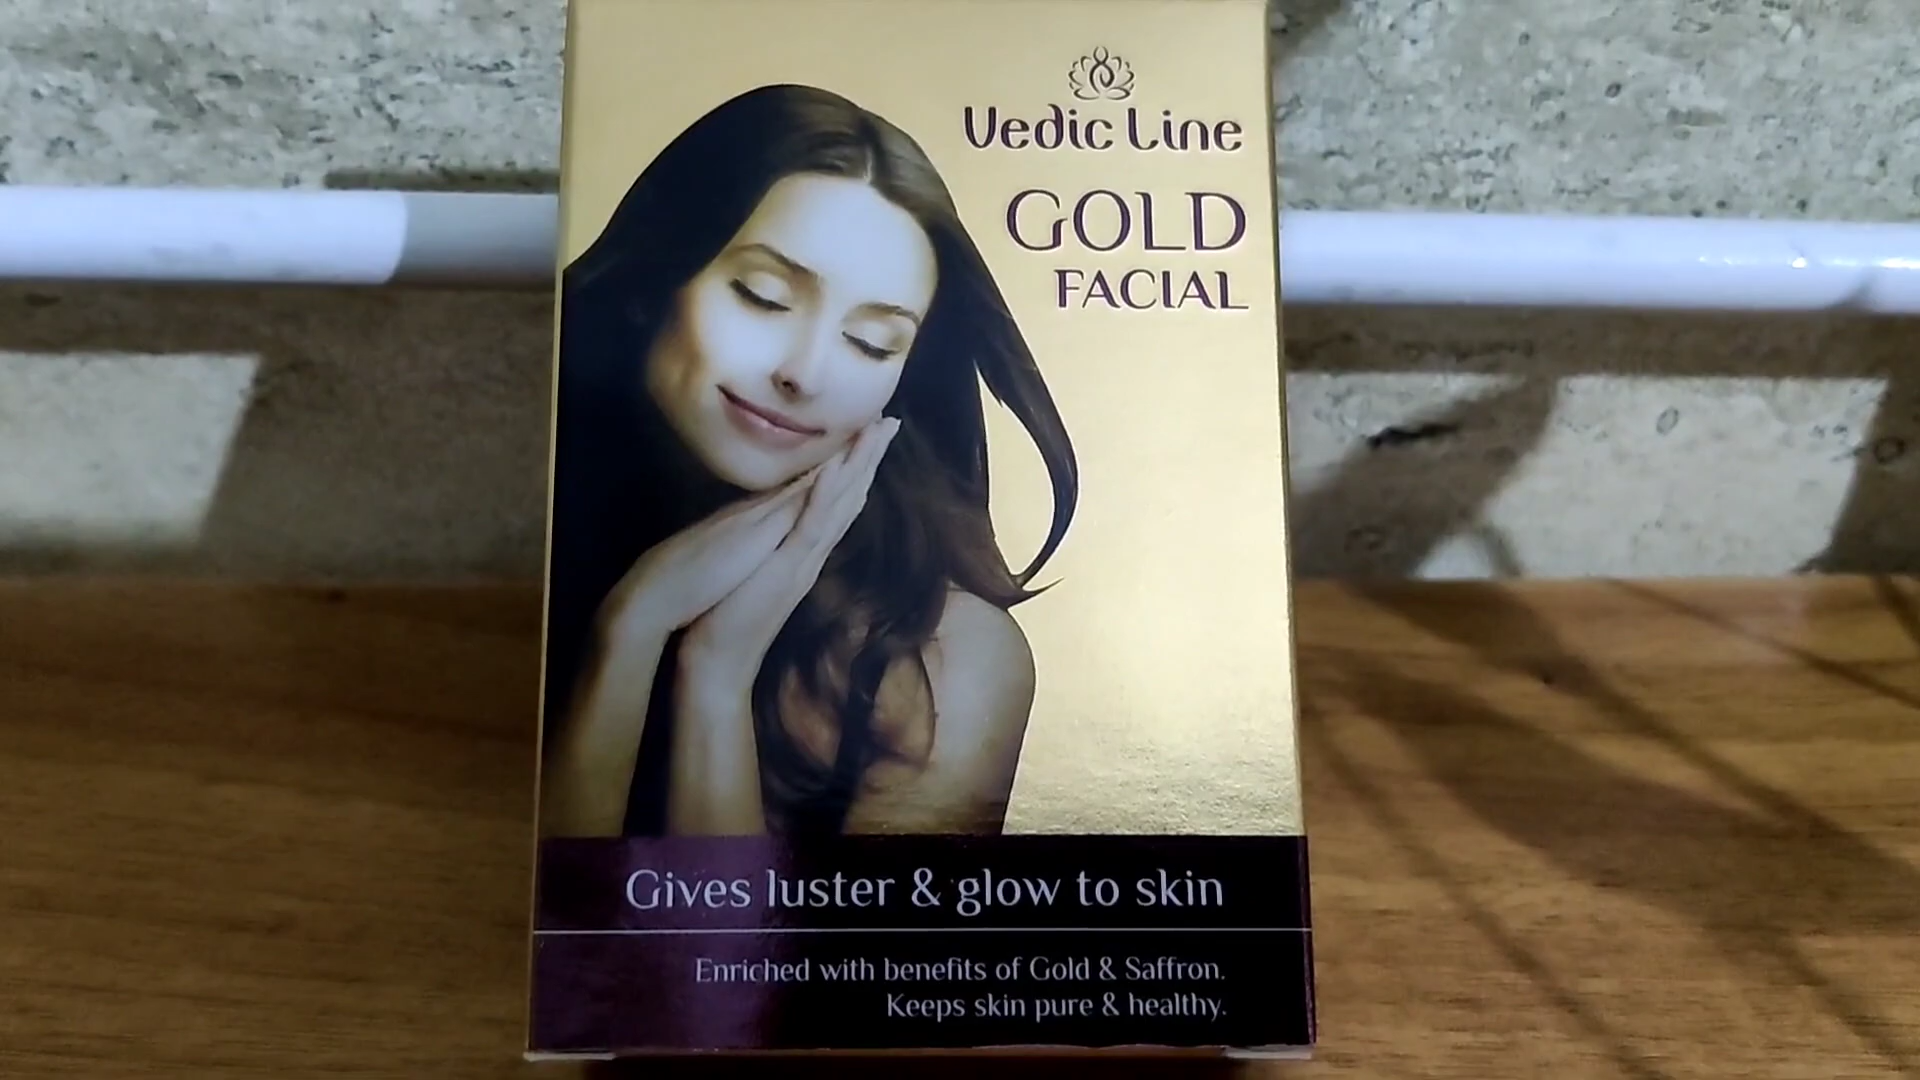 Vedic Line
GOLD
FACIAL
Gives luster & glow to skin
Enriched with benefits of Gold & Saffron.
Keeps skin pure & healthy.